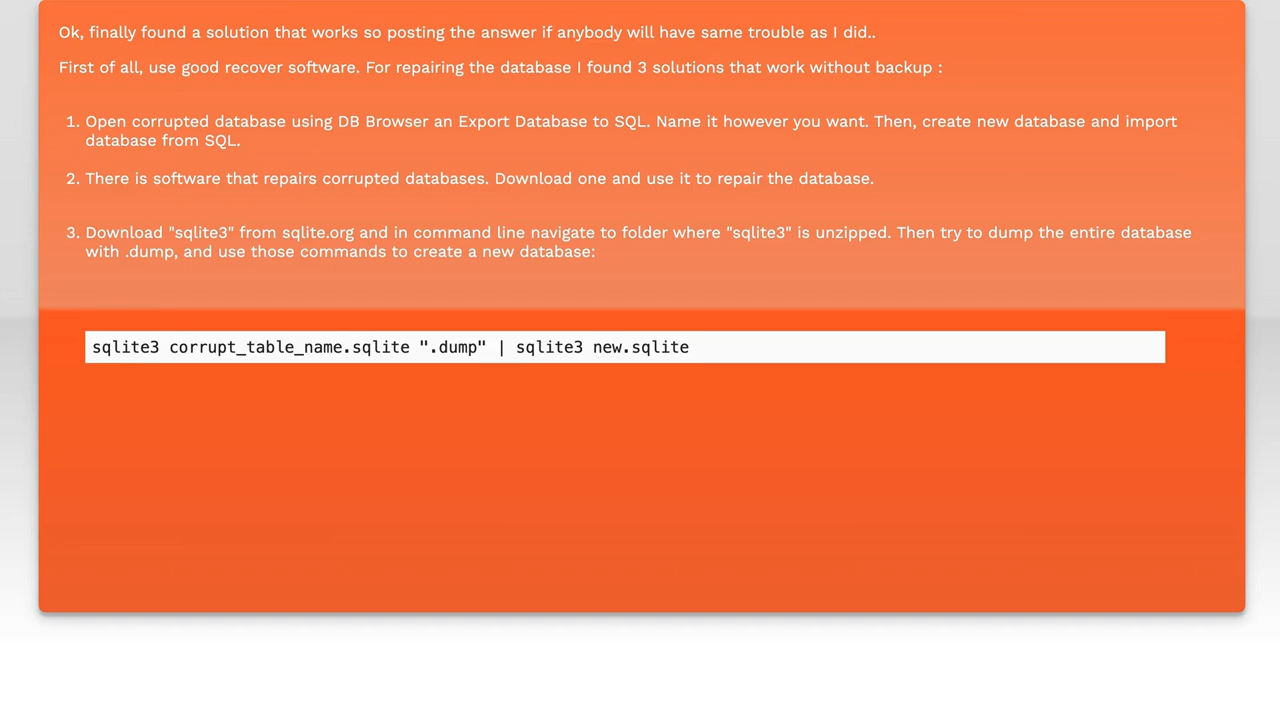 Ok, finally found a solution that works so posting the answer if anybody will have same trouble as I did..
First of all, use good recover software. For repairing the database I found 3 solutions that work without backup :
1. Open corrupted database using DB Browser an Export Database to SQL. Name it however you want. Then, create new database and import
database from SQL.
2. There is software that repairs corrupted databases. Download one and use it to repair the database.
3. Download "sqlite3" from sqlite.org and in command line navigate to folder where "sqlite3" is unzipped. Then try to dump the entire database
with .dump, and use those commands to create a new database:
sqlite3 corrupt_table_name.sqlite ".dump" | sqlite3 new.sqlite